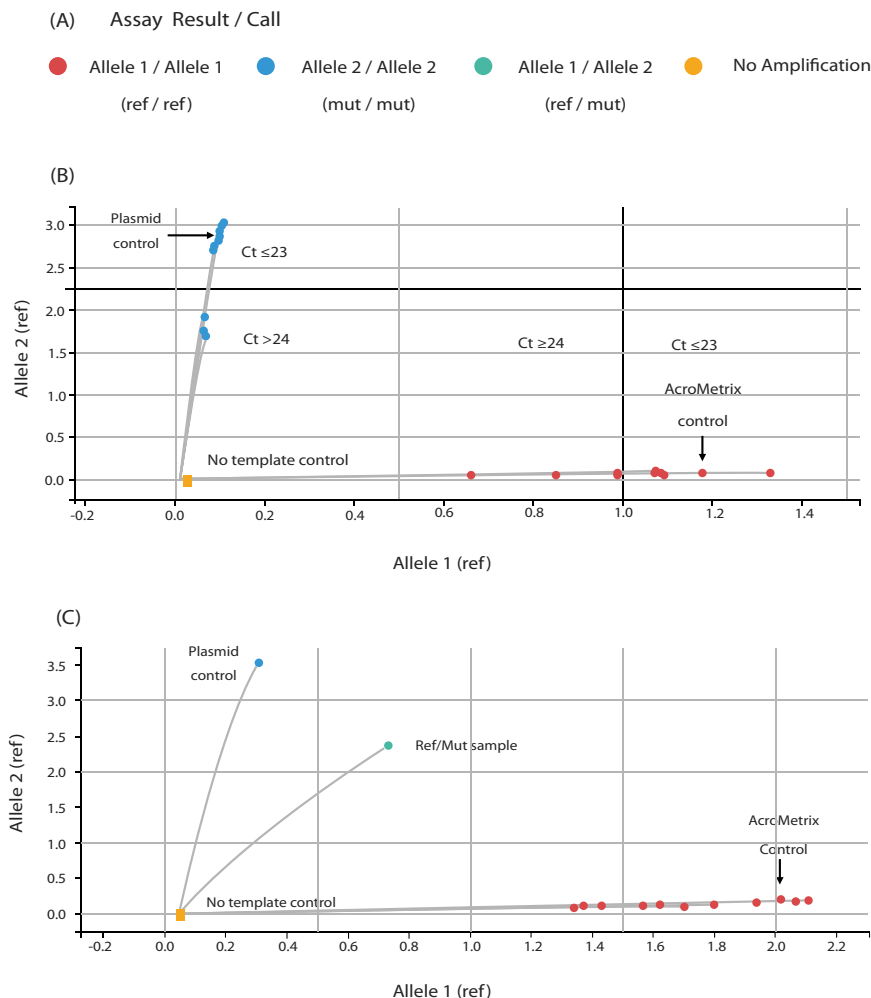 (A) Assay Result / Call
Allele 1 / Allele 1 Allele 2 / Allele 2 Allele 1 / Allele 2 No Amplification
(ref / ref) (mut / mut) (ref / mut)
(B)
Plasmid
control
Ct ≤23
Ct >24
Ct ≥24
Ct ≤23
AcroMetrix
control
No template control
3.0
2.5
2.0
1.5
1.0
0.5
0.0
Allele 2 (ref)
-0.2 0.0 0.2 0.4 0.6 0.8 1.0 1.2 1.4
Allele 1 (ref)
(C)
Plasmid
control
Ref/Mut sample
AcroMetrix
Control
No template control
3.5
3.0
2.5
2.0
1.0
0.0
Allele 2 (ref)
-0.2 0.0 0.2 0.4 0.6 0.8 1.0 1.2 1.4 1.6 1.8 2.0 2.2
Allele 1 (ref)